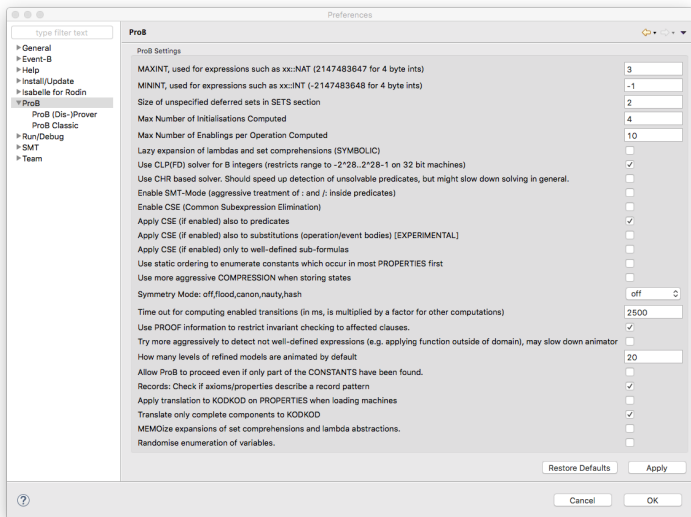 Preferences
type filter text
ProB
General
Event-B
Help
Install/Update
Isabelle for Rodin
ProB
ProB (Dis-)Prover
ProB Classic
Run/Debug
SMT
Team
ProB Settings
MAXINT, used for expressions such as xx::NAT (2147483647 for 4 byte ints) 3
MININT, used for expressions such as xx::INT (-2147483648 for 4 byte ints) -1
Size of unspecified deferred sets in SETS section 2
Max Number of Initialisations Computed 4
Max Number of Enablings per Operation Computed 10
Lazy expansion of lambdas and set comprehensions (SYMBOLIC)
Use CLP(FD) solver for B integers (restricts range to -2^28..2^28-1 on 32 bit machines)
Use CHR based solver. Should speed up detection of unsolvable predicates, but might slow down solving in general.
Enable SMT-Mode (aggressive treatment of : and /: inside predicates)
Enable CSE (Common Subexpression Elimination)
Apply CSE (if enabled) also to predicates
Apply CSE (if enabled) also to substitutions (operation/event bodies) [EXPERIMENTAL]
Apply CSE (if enabled) only to well-defined sub-formulas
Use static ordering to enumerate constants which occur in most PROPERTIES first
Use more aggressive COMPRESSION when storing states
Symmetry Mode: off,flood,canon,nauty,hash off
Time out for computing enabled transitions (in ms, is multiplied by a factor for other computations) 2500
Use PROOF information to restrict invariant checking to affected clauses.
Try more aggressively to detect not well-defined expressions (e.g. applying function outside of domain), may slow down animator
How many levels of refined models are animated by default 20
Allow ProB to proceed even if only part of the CONSTANTS have been found.
Records: Check if axioms/properties describe a record pattern
Apply translation to KODKOD on PROPERTIES when loading machines
Translate only complete components to KODKOD
MEMOize expansions of set comprehensions and lambda abstractions.
Randomise enumeration of variables.
Restore Defaults Apply
? Cancel OK